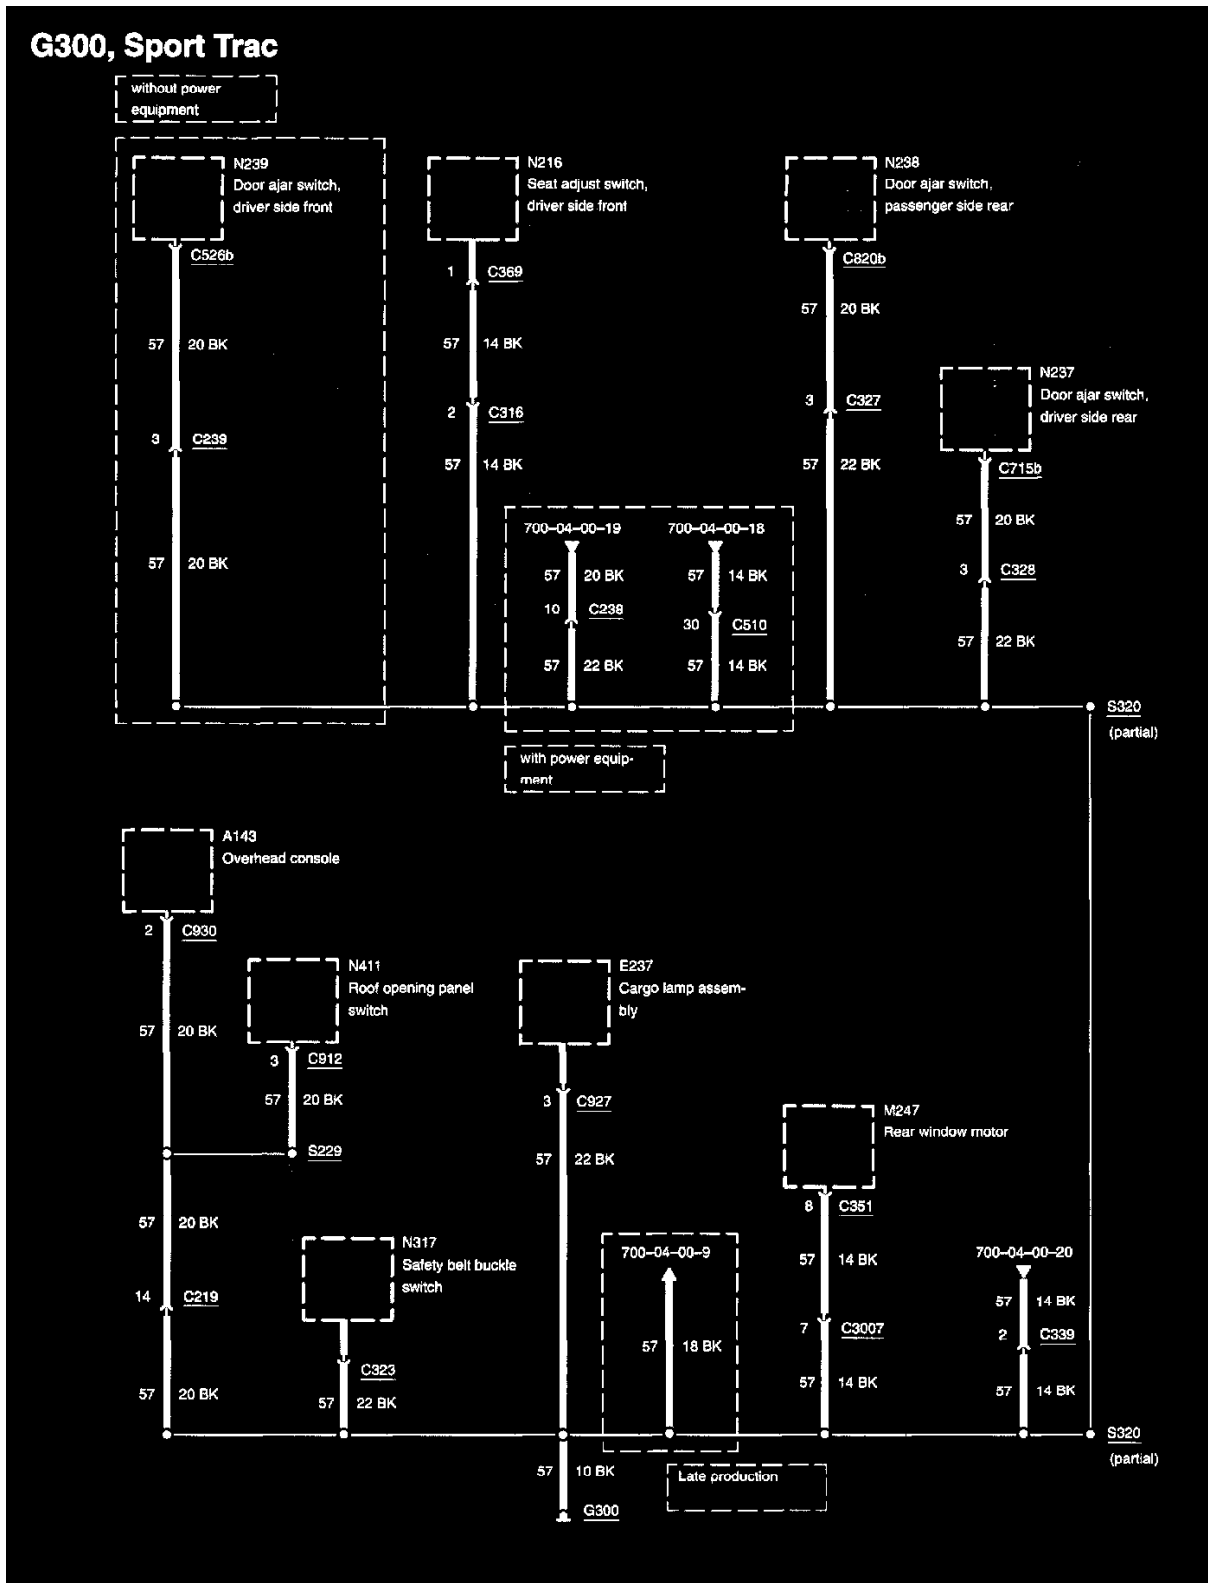 G300, Sport Trac
without power
equipment
N239
Door ajar switch,
driver side front
C526b
57 20 BK
3 C239
57 20 BK
N216
Seat adjust switch,
driver side front
1 C369
57 14 BK
2 C316
57 14 BK
N238
Door ajar switch,
passenger side rear
C820b
57 20 BK
3 C327
57 22 BK
N237
Door ajar switch,
driver side rear
C715b
57 20 BK
3 C328
57 22 BK
700-04-00-19
57 20 BK
10 C238
57 22 BK
700-04-00-18
57 14 BK
30 C510
57 14 BK
S320
(partial)
with power equip-
ment
A143
Overhead console
2 C930
57 20 BK
N411
Roof opening panel
switch
3 C912
57 20 BK
S229
57 20 BK
14 C219
57 20 BK
N317
Safety belt buckle
switch
C323
57 22 BK
E237
Cargo lamp assem-
bly
3 C927
57 22 BK
700-04-00-9
57 18 BK
M247
Rear window motor
8 C351
57 14 BK
7 C3007
57 14 BK
700-04-00-20
57 14 BK
2 C339
57 14 BK
S320
(partial)
57 10 BK
G300
Late production